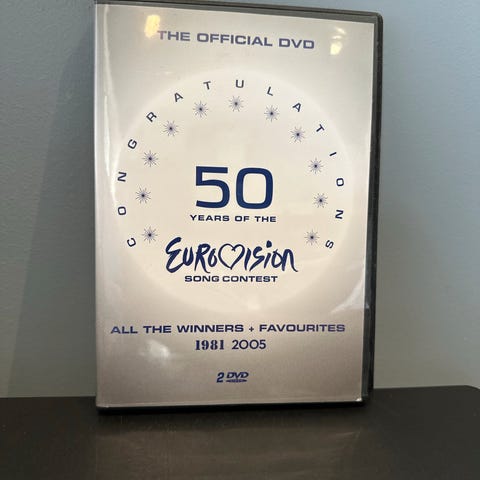 THE OFFICIAL DVD
CONGRATULATIONS
50
YEARS OF THE
EUROVISION
SONG CONTEST
ALL THE WINNERS + FAVOURITES
1981 2005
2 DVD